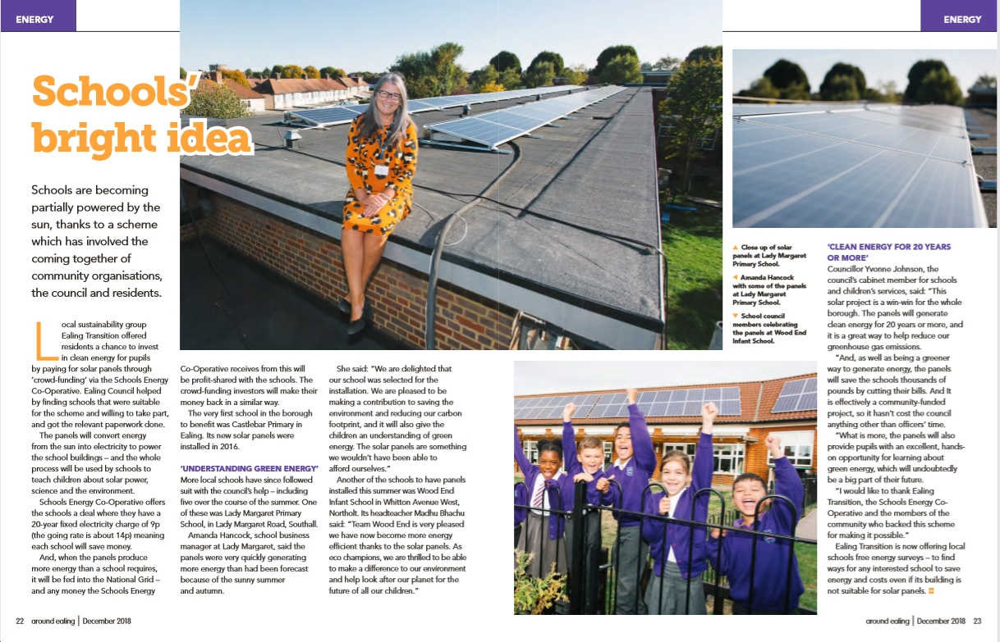 ENERGY
ENERGY
Schools'
bright idea
Schools are becoming
partially powered by the
sun, thanks to a scheme
which has involved the
coming together of
community organisations,
the council and residents.
Local sustainability group
Ealing Transition offered
residents a chance to invest
in clean energy for pupils
by paying for solar panels through
'crowd-funding' via the Schools Energy
Co-Operative. Ealing Council helped
by finding schools that were suitable
for the scheme and willing to take part,
and got the relevant paperwork done.
The panels will convert energy
from the sun into electricity to power
the school buildings – and the whole
process will be used by schools to
teach children about solar power,
science and the environment.
Schools Energy Co-Operative offers
the schools a deal where they have a
20-year fixed electricity charge of 9p
(the going rate is about 14p) meaning
each school will save money.
And, when the panels produce
more energy than a school requires,
it will be fed into the National Grid –
and any money the Schools Energy
Co-Operative receives from this will
be profit-shared with the schools. The
crowd-funding investors will make their
money back in a similar way.
The very first school in the borough
to benefit was Castlebar Primary in
Ealing. Its new solar panels were
installed in 2016.
'UNDERSTANDING GREEN ENERGY'
More local schools have since followed
suit with the council's help – including
five over the course of the summer. One
of these was Lady Margaret Primary
School, in Lady Margaret Road, Southall.
Amanda Hancock, school business
manager at Lady Margaret, said the
panels were very quickly generating
more energy than had been forecast
because of the sunny summer
and autumn.
She said: "We are delighted that
our school was selected for the
installation. We are pleased to be
making a contribution to saving the
environment and reducing our carbon
footprint, and it will also give the
children an understanding of green
energy. The solar panels are something
we wouldn't have been able to
afford ourselves."
Another of the schools to have panels
installed this summer was Wood End
Infant School in Whitton Avenue West,
Northolt. Its headteacher Madhu Bhachu
said: "Team Wood End is very pleased
we have now become more energy
efficient thanks to the solar panels. As
eco champions, we are thrilled to be able
to make a difference to our environment
and help look after our planet for the
future of all our children."
Close up of solar
panels at Lady Margaret
Primary School.
Amanda Hancock
with some of the panels
at Lady Margaret
Primary School.
School council
members celebrating
the panels at Wood End
Infant School.
'CLEAN ENERGY FOR 20 YEARS
OR MORE'
Councillor Yvonne Johnson, the
council's cabinet member for schools
and children's services, said: "This
solar project is a win-win for the whole
borough. The panels will generate
clean energy for 20 years or more, and
it is a great way to help reduce our
greenhouse gas emissions.
"And, as well as being a greener
way to generate energy, the panels
will save the schools thousands of
pounds by cutting their bills. And It
is effectively a community-funded
project, so it hasn't cost the council
anything other than officers' time.
"What is more, the panels will also
provide pupils with an excellent, hands-
on opportunity for learning about
green energy, which will undoubtedly
be a big part of their future.
"I would like to thank Ealing
Transition, the Schools Energy Co-
Operative and the members of the
community who backed this scheme
for making it possible."
Ealing Transition is now offering local
schools free energy surveys – to find
ways for any interested school to save
energy and costs even if its building is
not suitable for solar panels.
22 around ealing | December 2018
around ealing | December 2018 23